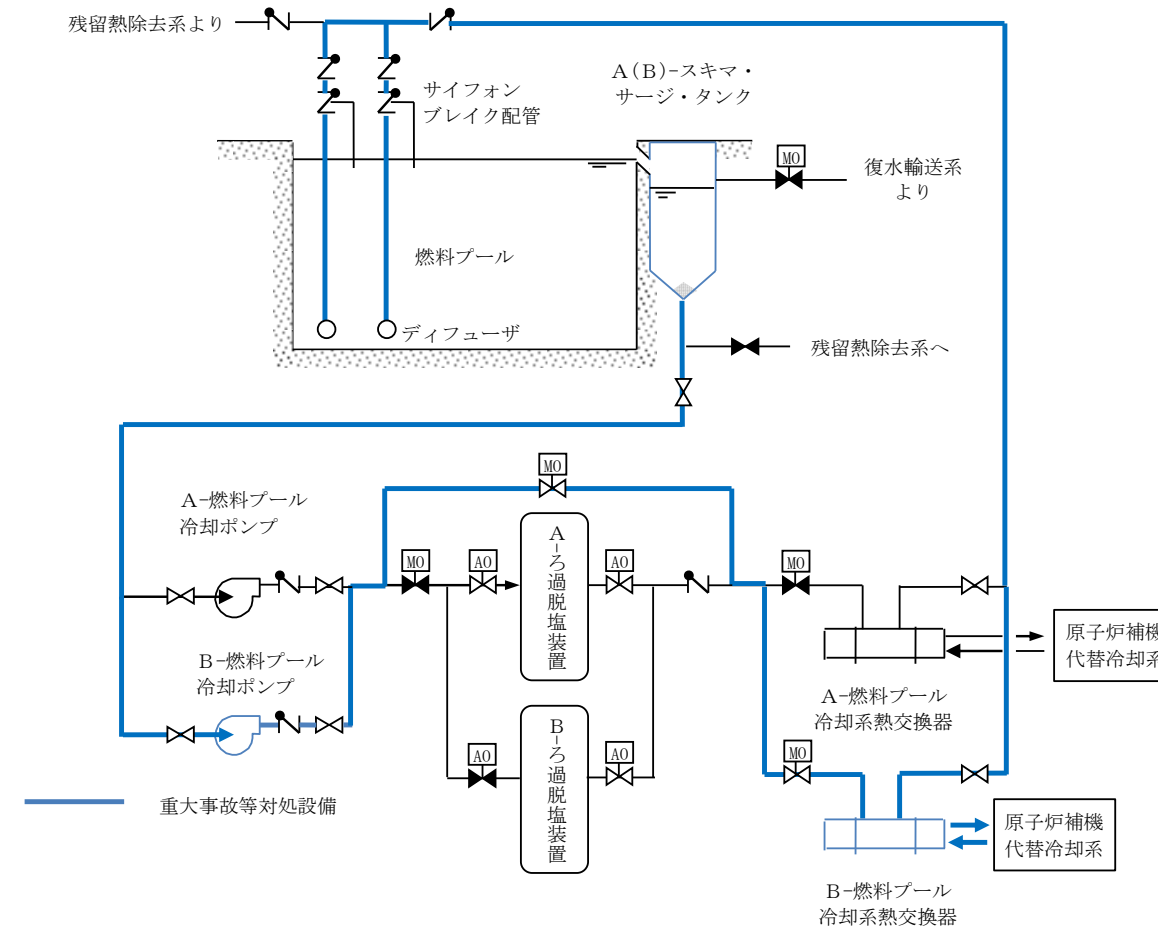 残留熱除去系より
A(B)-スキマ・
サージ・タンク
サイフォン
ブレイク配管
MO
復水輸送系
より
燃料プール
ディフューザ
残留熱除去系へ
MO
A-燃料プール
冷却ポンプ
MO
AO
A-ろ過脱塩装置
AO
MO
原子炉補機
代替冷却系
B-燃料プール
冷却ポンプ
A-燃料プール
冷却系熱交換器
AO
B-ろ過脱塩装置
AO
MO
重大事故等対処設備
原子炉補機
代替冷却系
B-燃料プール
冷却系熱交換器